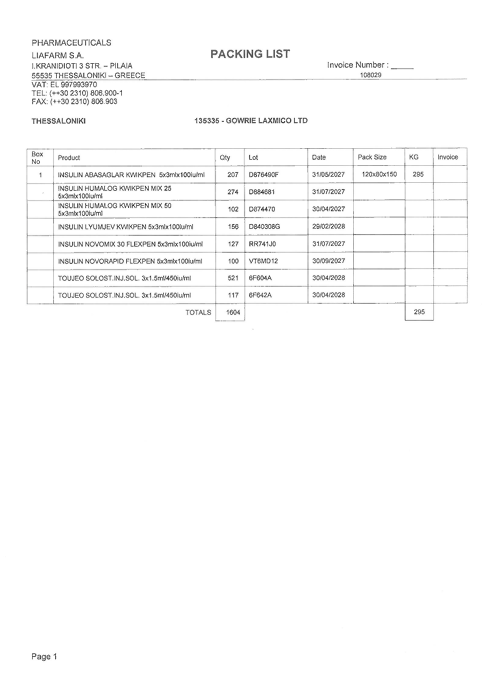 PHARMACEUTICALS
LIAFARM S.A.
PACKING LIST
I.KRANIDIOTI 3 STR. – PILAIA
Invoice Number : _____
55535 THESSALONIKI – GREECE
108029
VAT: EL 997993970
TEL: (++30 2310) 806.900-1
FAX: (++30 2310) 806.903
THESSALONIKI 135335 - GOWRIE LAXMICO LTD
Box No Product Qty Lot Date Pack Size KG Invoice
1 INSULIN ABASAGLAR KWIKPEN 5x3mlx100iu/ml 207 D876490F 31/05/2027 120x80x150 295
INSULIN HUMALOG KWIKPEN MIX 25 5x3mlx100iu/ml 274 D884681 31/07/2027
INSULIN HUMALOG KWIKPEN MIX 50 5x3mlx100iu/ml 102 D874470 30/04/2027
INSULIN LYUMJEV KWIKPEN 5x3mlx100iu/ml 156 D840308G 29/02/2028
INSULIN NOVOMIX 30 FLEXPEN 5x3mlx100iu/ml 127 RR741J0 31/07/2027
INSULIN NOVORAPID FLEXPEN 5x3mlx100iu/ml 100 VT6MD12 30/09/2027
TOUJEO SOLOST.INJ.SOL. 3x1.5ml/450iu/ml 521 6F604A 30/04/2028
TOUJEO SOLOST.INJ.SOL. 3x1.5ml/450iu/ml 117 6F642A 30/04/2028
TOTALS 1604 295
Page 1